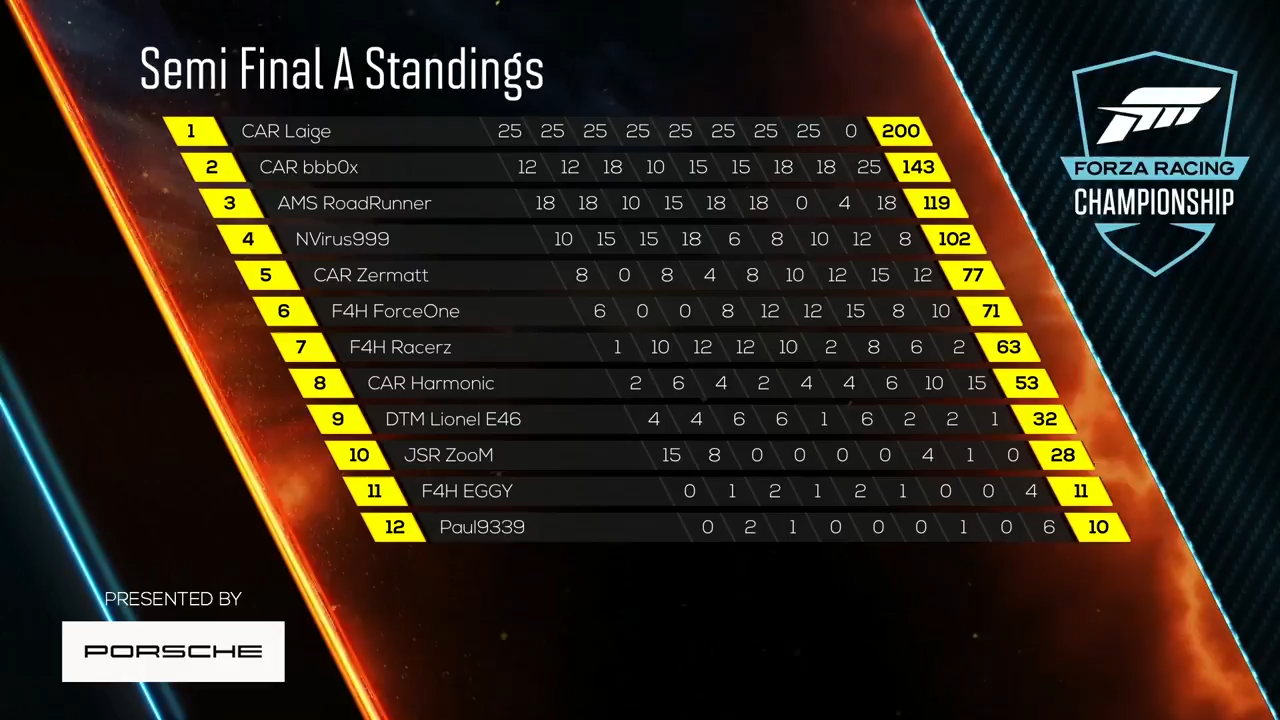 Semi Final A Standings
1 CAR Laige 25 25 25 25 25 25 25 25 0 200
2 CAR bbb0x 12 12 18 10 15 15 18 18 25 143
3 AMS RoadRunner 18 18 10 15 18 18 0 4 18 119
4 NVirus999 10 15 15 18 6 8 10 12 8 102
5 CAR Zermatt 8 0 8 4 8 10 12 15 12 77
6 F4H ForceOne 6 0 0 8 12 12 15 8 10 71
7 F4H Racerz 1 10 12 12 10 2 8 6 2 63
8 CAR Harmonic 2 6 4 2 4 4 6 10 15 53
9 DTM Lionel E46 4 4 6 6 1 6 2 2 1 32
10 JSR ZooM 15 8 0 0 0 0 4 1 0 28
11 F4H EGGY 0 1 2 1 2 1 0 0 4 11
12 Paul9339 0 2 1 0 0 0 1 0 6 10
FORZA RACING
CHAMPIONSHIP
PRESENTED BY
PORSCHE